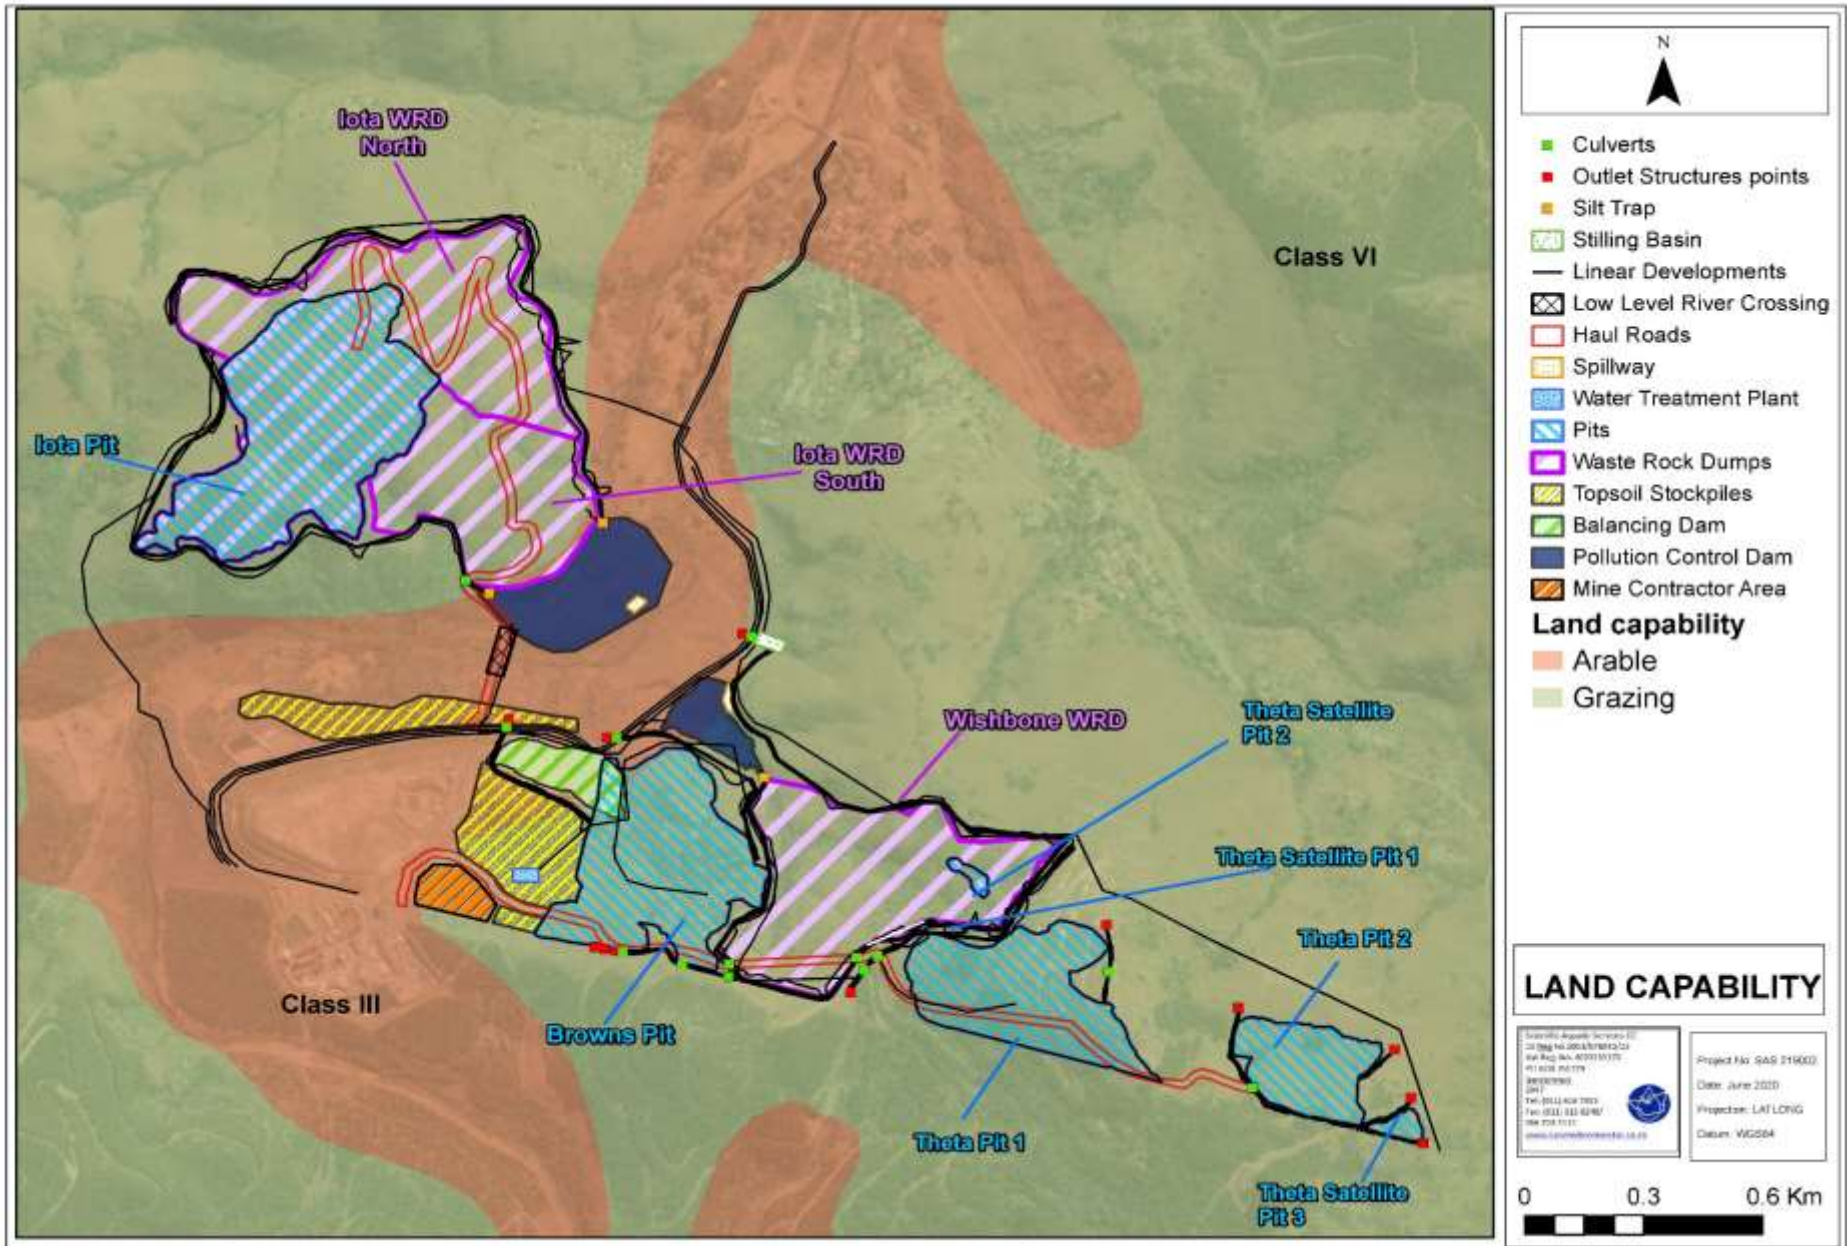 Iota WRD
North
Class VI
Iota Pit
Iota WRD
South
Wishbone WRD
Theta Satellite
Pit 2
Theta Satellite Pit 1
Theta Pit 2
Class III
Browns Pit
Theta Pit 1
Theta Satellite
Pit 3
N
Culverts
Outlet Structures points
Silt Trap
Stilling Basin
Linear Developments
Low Level River Crossing
Haul Roads
Spillway
Water Treatment Plant
Pits
Waste Rock Dumps
Topsoil Stockpiles
Balancing Dam
Pollution Control Dam
Mine Contractor Area
Land capability
Arable
Grazing
LAND CAPABILITY
Project No: SAS 219002
Date: June 2020
Projection: LATLONG
Datum: WGS84
0 0.3 0.6 Km